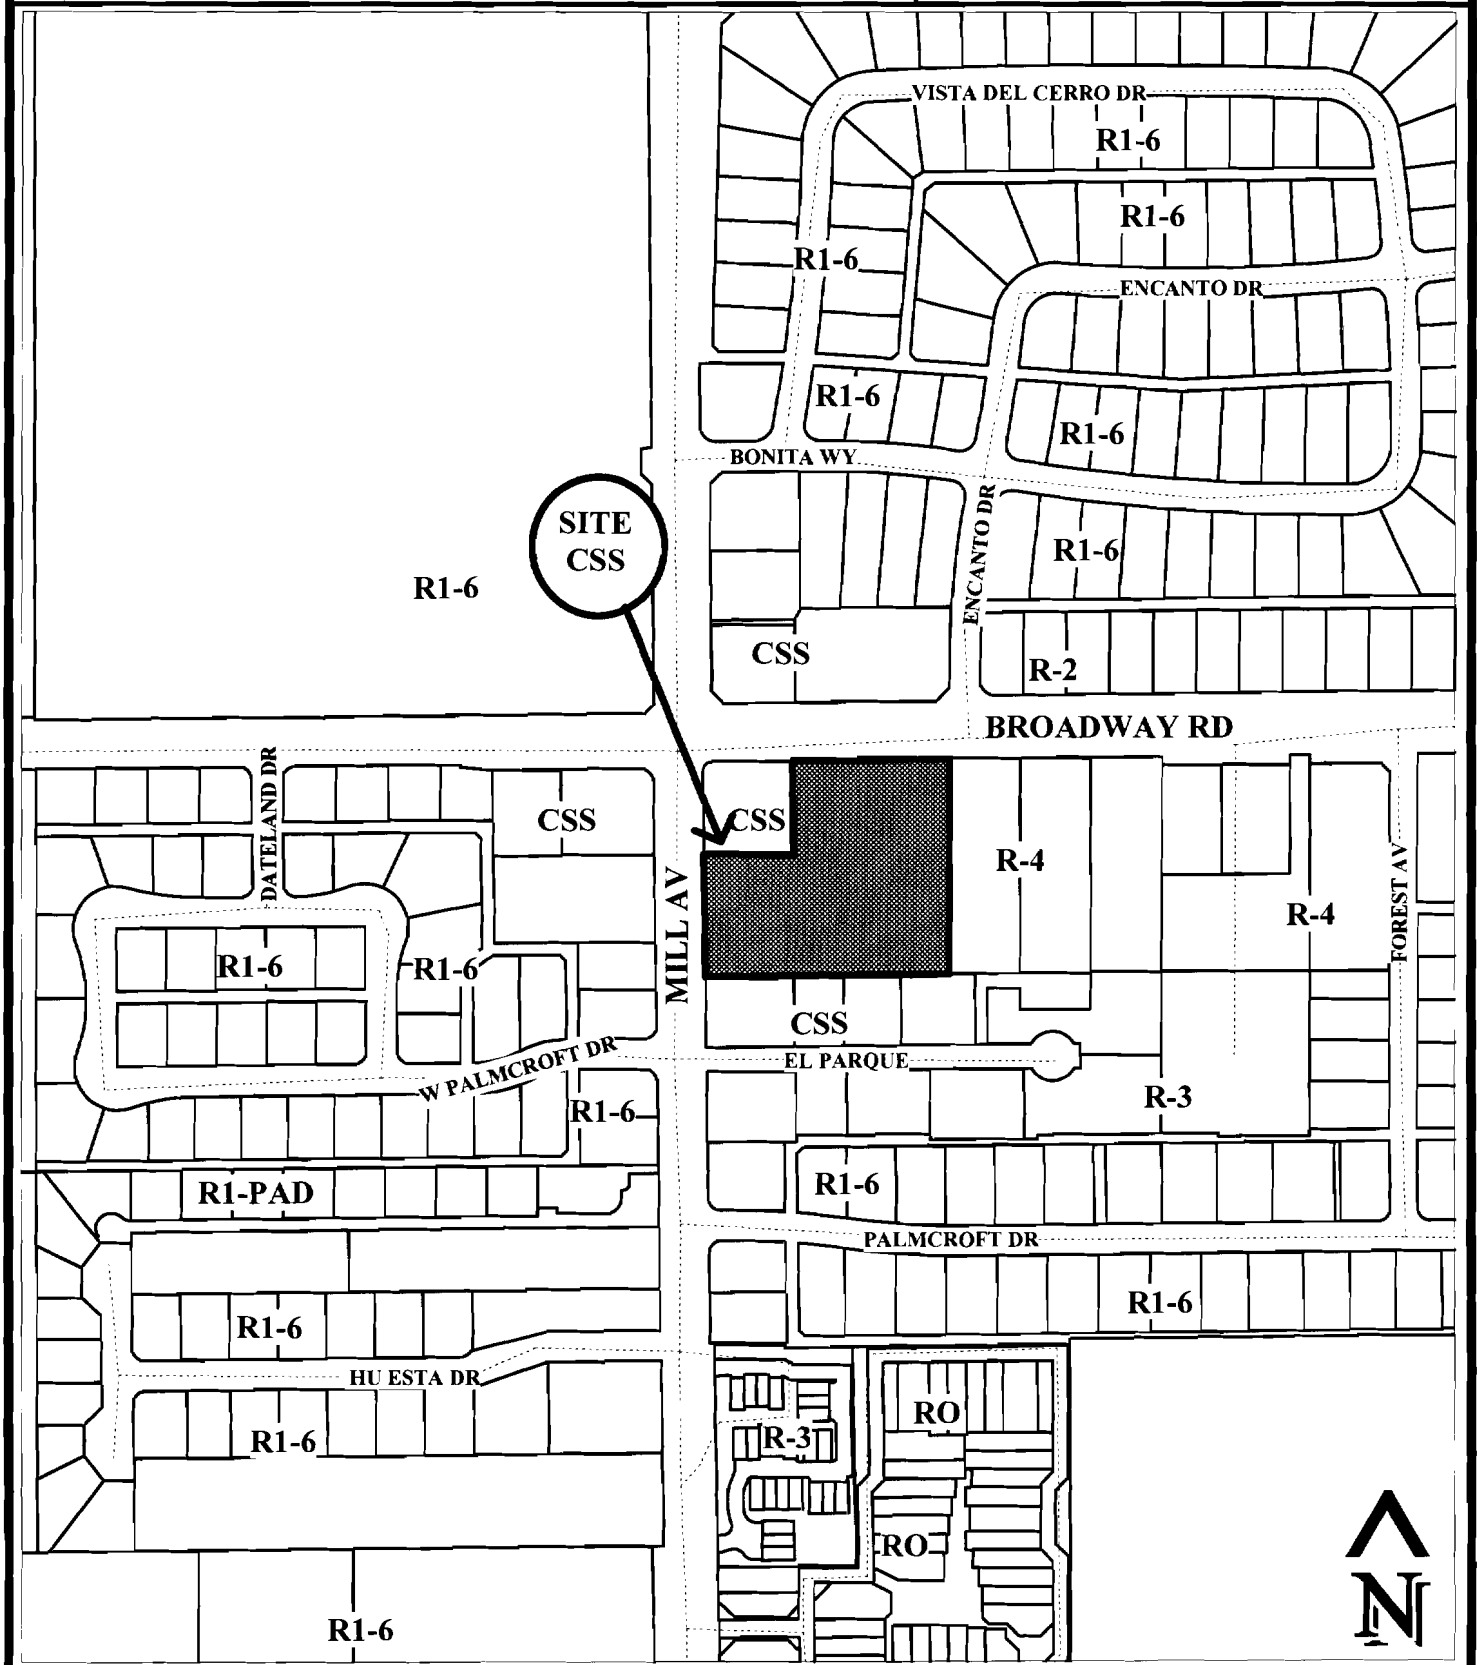 VISTA DEL CERRO DR
R1-6
R1-6
R1-6
ENCANTO DR
R1-6
R1-6
BONITA WY
SITE
CSS
ENCANTO DR
R1-6
R1-6
CSS
R-2
BROADWAY RD
DATELAND DR
CSS
CSS
R-4
MILL AV
FOREST AV
R-4
R1-6
R1-6
CSS
W PALMCROFT DR
EL PARQUE
R1-6
R-3
R1-PAD
R1-6
PALMCROFT DR
R1-6
R1-6
HU ESTA DR
RO
R1-6
R-3
RO
N
R1-6